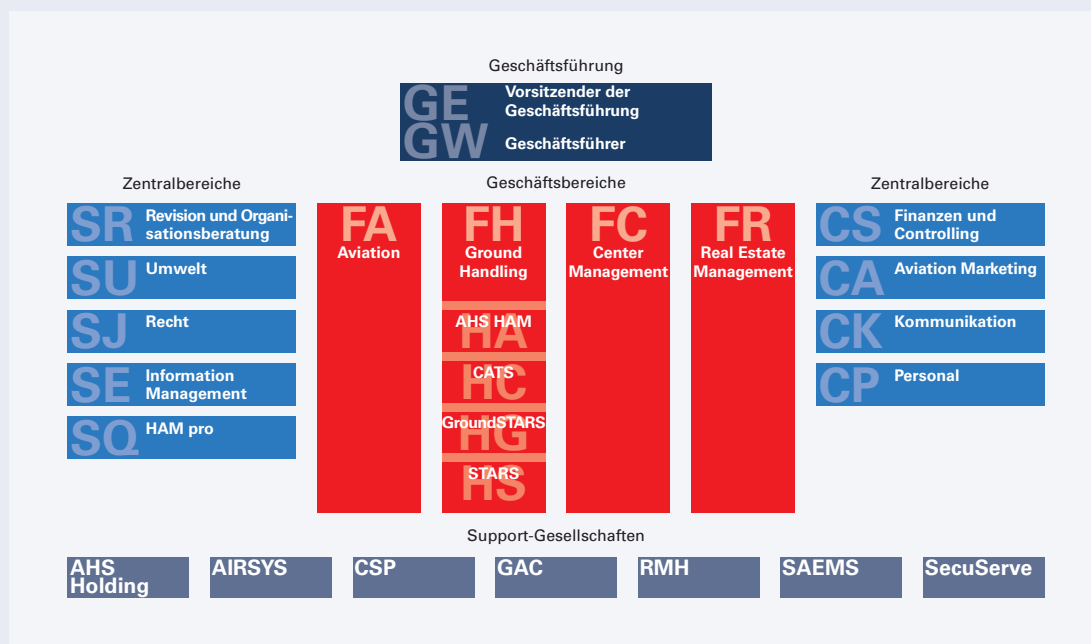 Geschäftsführung
GE
Vorsitzender der
Geschäftsführung
GW
Geschäftsführer
Zentralbereiche
SR
Revision und Organi-
sationsberatung
SU
Umwelt
SJ
Recht
SE
Information
Management
SQ
HAM pro
Geschäftsbereiche
FA
Aviation
FH
Ground
Handling
AHS HAM
HA
CATS
HC
GroundSTARS
HG
STARS
HS
FC
Center
Management
FR
Real Estate
Management
Zentralbereiche
CS
Finanzen und
Controlling
CA
Aviation Marketing
CK
Kommunikation
CP
Personal
Support-Gesellschaften
AHS
Holding
AIRSYS
CSP
GAC
RMH
SAEMS
SecuServe